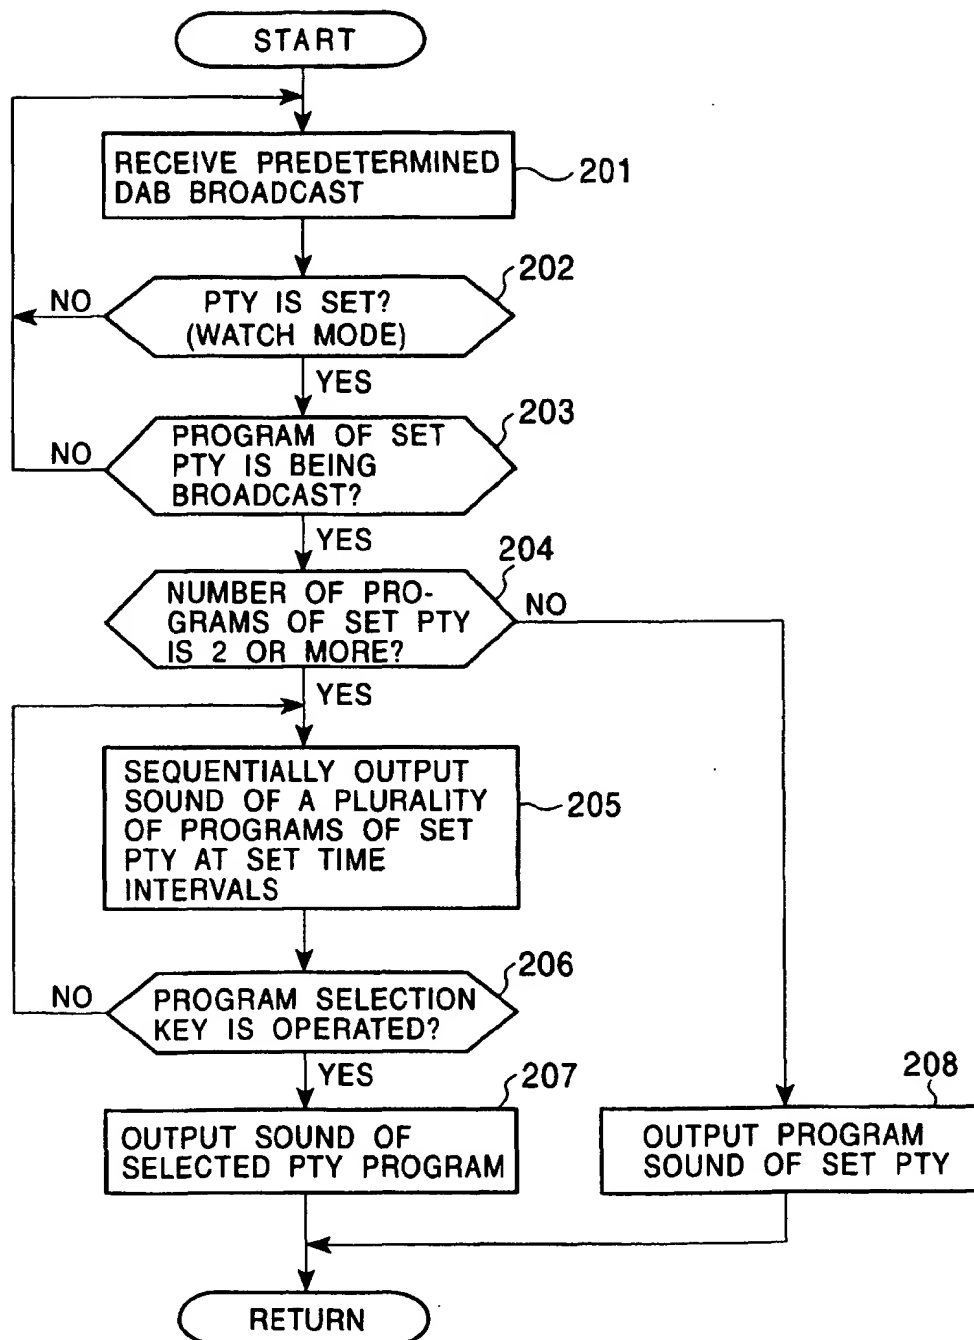 START
RECEIVE PREDETERMINED
DAB BROADCAST
201
202
NO
PTY IS SET?
(WATCH MODE)
YES
203
NO
PROGRAM OF SET
PTY IS BEING
BROADCAST?
YES
204
NUMBER OF PRO-
GRAMS OF SET PTY
IS 2 OR MORE?
NO
YES
SEQUENTIALLY OUTPUT
SOUND OF A PLURALITY
OF PROGRAMS OF SET
PTY AT SET TIME
INTERVALS
205
206
NO
PROGRAM SELECTION
KEY IS OPERATED?
YES
207
208
OUTPUT SOUND OF
SELECTED PTY PROGRAM
OUTPUT PROGRAM
SOUND OF SET PTY
RETURN